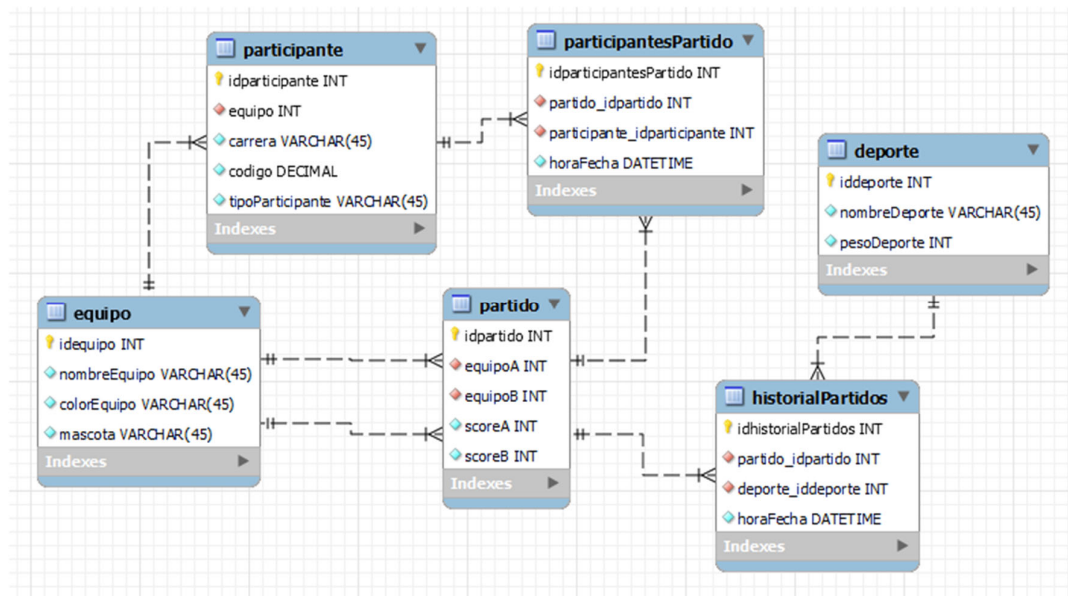 participante
idparticipante INT
equipo INT
carrera VARCHAR(45)
codigo DECIMAL
tipoParticipante VARCHAR(45)
Indexes
participantesPartido
idparticipantesPartido INT
partido_idpartido INT
participante_idparticipante INT
horaFecha DATETIME
Indexes
deporte
iddeporte INT
nombreDeporte VARCHAR(45)
pesoDeporte INT
Indexes
equipo
idequipo INT
nombreEquipo VARCHAR(45)
colorEquipo VARCHAR(45)
mascota VARCHAR(45)
Indexes
partido
idpartido INT
equipoA INT
equipoB INT
scoreA INT
scoreB INT
Indexes
historialPartidos
idhistorialPartidos INT
partido_idpartido INT
deporte_iddeporte INT
horaFecha DATETIME
Indexes